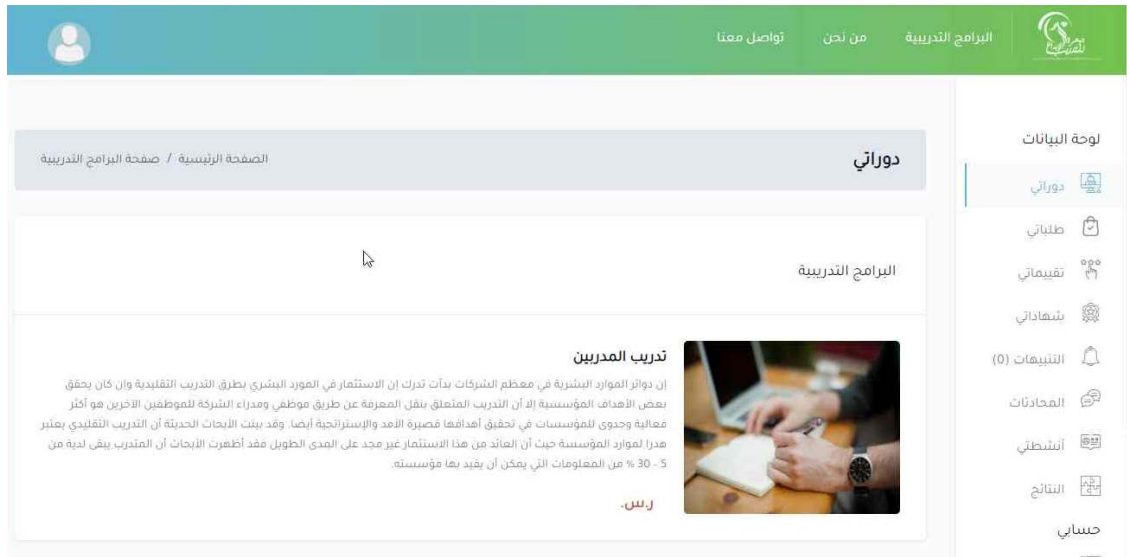 البرامج التدريبية
من نحن
تواصل معنا
لوحة البيانات
دوراتي
طلباتي
تقييماتي
شهاداتي
التنبيهات (0)
المحادثات
أنشطتي
النتائج
حسابي
دوراتي
الصفحة الرئيسية / صفحة البرامج التدريبية
البرامج التدريبية
تدريب المدربين
إن دوائر الموارد البشرية في معظم الشركات بدأت تدرك إن الاستثمار في المورد البشري بطرق التدريب التقليدية وإن كان يحقق
بعض الأهداف المؤسسية إلا أن التدريب المتعلق بنقل المعرفة عن طريق موظفي ومدراء الشركة للموظفين الآخرين هو أكثر
فعالية وجدوى للمؤسسات في تحقيق أهدافها قصيرة الأمد والإستراتجية أيضا. وقد بينت الأبحاث الحديثة أن التدريب التقليدي يعتبر
هدرا لموارد المؤسسة حيث أن العائد من هذا الاستثمار غير مجد على المدى الطويل فقد أظهرت الأبحاث أن المتدرب يبقى لدية من
5 - 30 % من المعلومات التي يمكن أن يفيد بها مؤسسته.
ر.س.